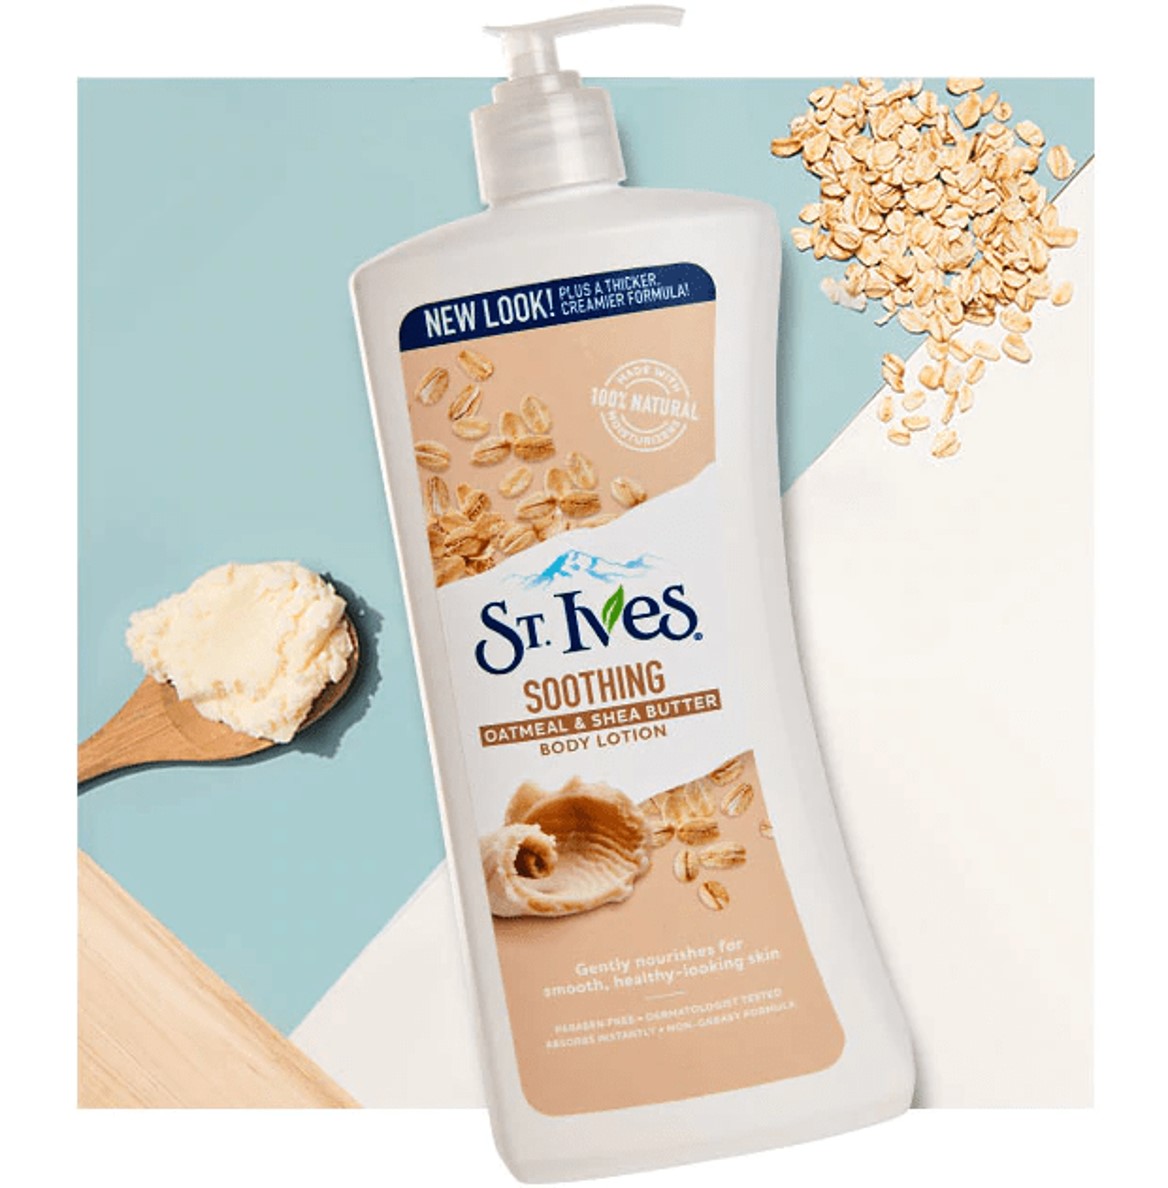 NEW LOOK! PLUS A THICKER,
CREAMIER FORMULA!
MADE WITH
100% NATURAL
MOISTURIZERS
ST. IVES®
SOOTHING
OATMEAL & SHEA BUTTER
BODY LOTION
Gently nourishes for
smooth, healthy-looking skin
PARABEN FREE • DERMATOLOGIST TESTED
ABSORBS INSTANTLY • NON-GREASY FORMULA